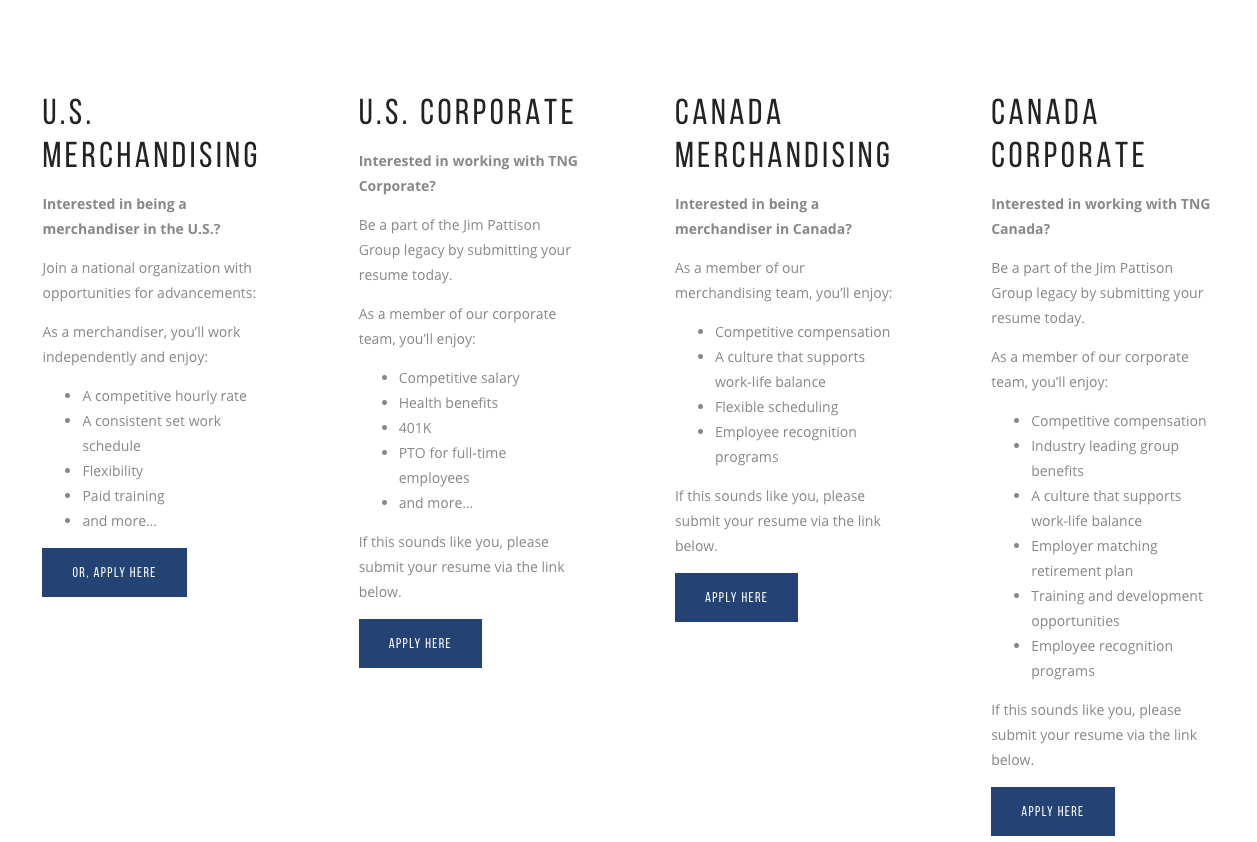 U.S.
MERCHANDISING
Interested in being a
merchandiser in the U.S.?
Join a national organization with
opportunities for advancements:
As a merchandiser, you'll work
independently and enjoy:
• A competitive hourly rate
• A consistent set work
schedule
• Flexibility
• Paid training
• and more...
OR, APPLY HERE
U.S. CORPORATE
Interested in working with TNG
Corporate?
Be a part of the Jim Pattison
Group legacy by submitting your
resume today.
As a member of our corporate
team, you'll enjoy:
• Competitive salary
• Health benefits
• 401K
• PTO for full-time
employees
• and more...
If this sounds like you, please
submit your resume via the link
below.
APPLY HERE
CANADA
MERCHANDISING
Interested in being a
merchandiser in Canada?
As a member of our
merchandising team, you'll enjoy:
• Competitive compensation
• A culture that supports
work-life balance
• Flexible scheduling
• Employee recognition
programs
If this sounds like you, please
submit your resume via the link
below.
APPLY HERE
CANADA
CORPORATE
Interested in working with TNG
Canada?
Be a part of the Jim Pattison
Group legacy by submitting your
resume today.
As a member of our corporate
team, you'll enjoy:
• Competitive compensation
• Industry leading group
benefits
• A culture that supports
work-life balance
• Employer matching
retirement plan
• Training and development
opportunities
• Employee recognition
programs
If this sounds like you, please
submit your resume via the link
below.
APPLY HERE